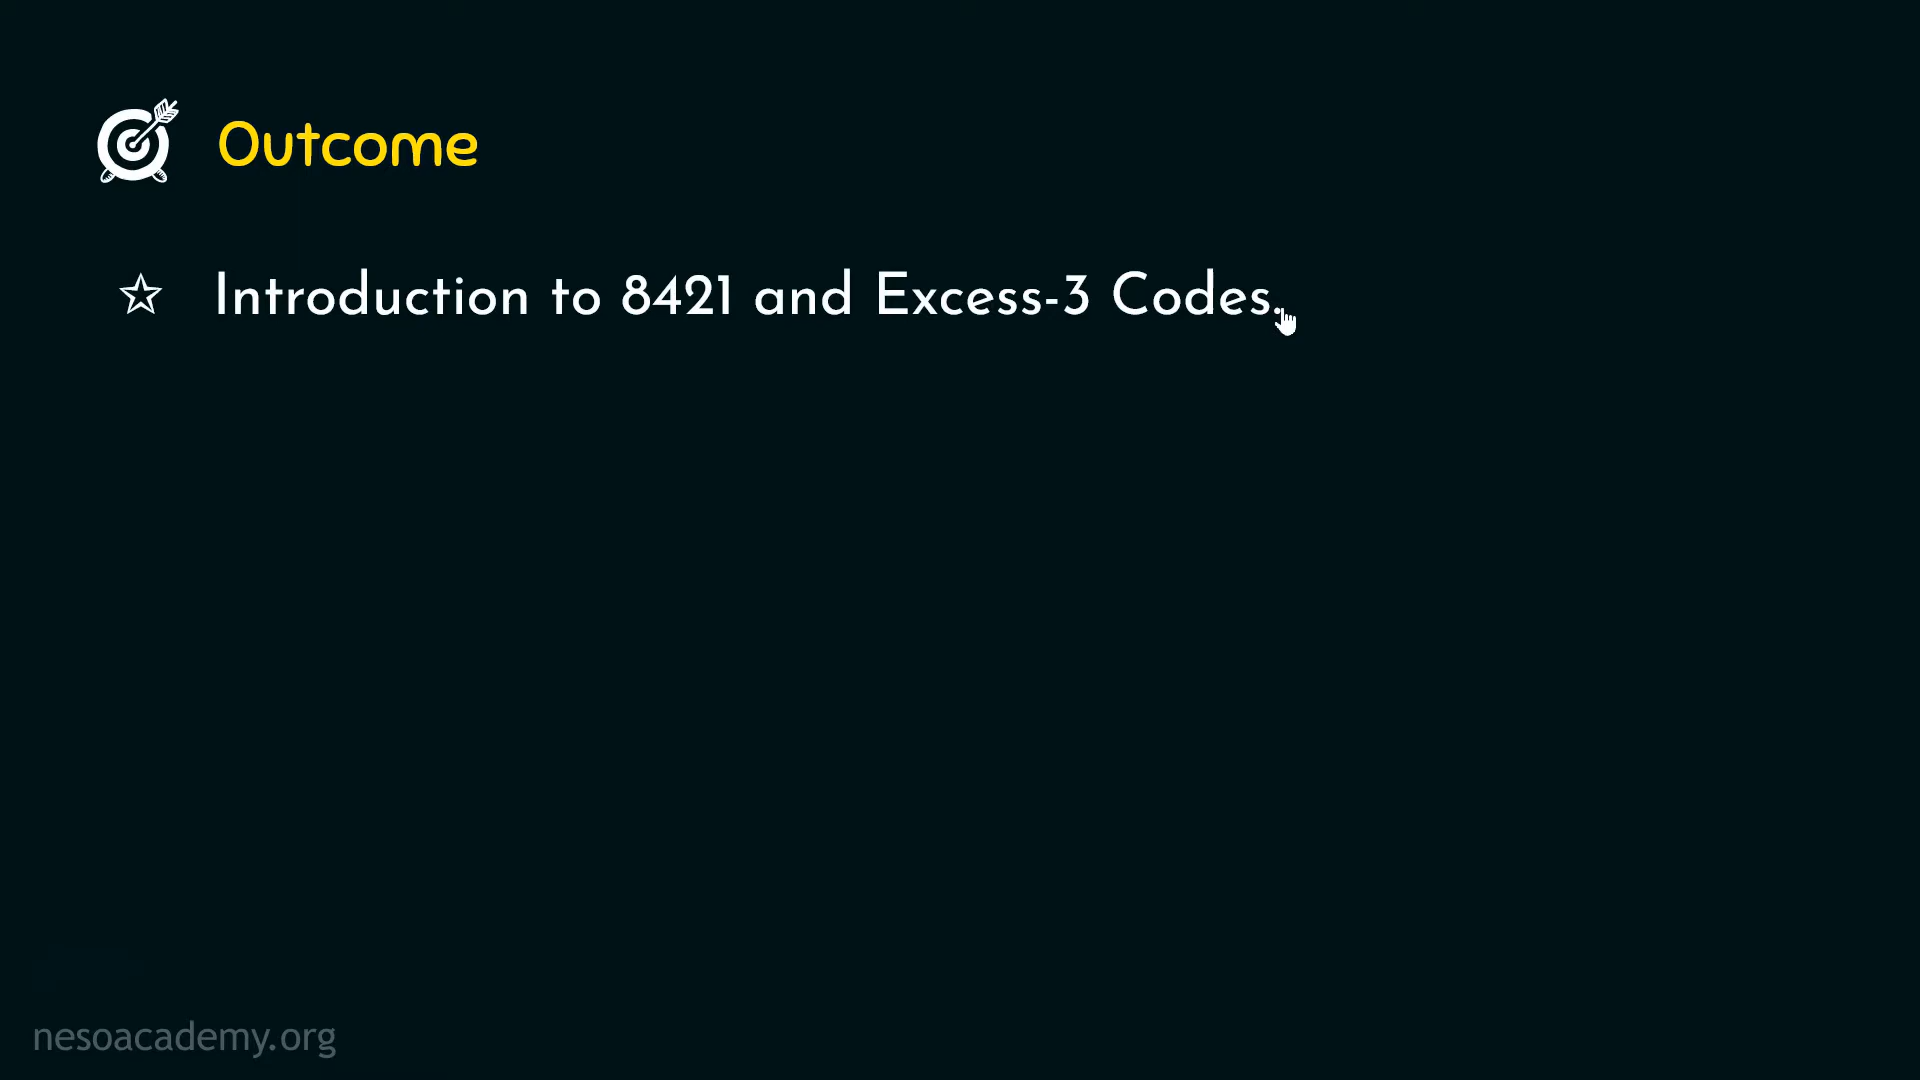 Outcome
☆ Introduction to 8421 and Excess-3 Codes.
nesoacademy.org